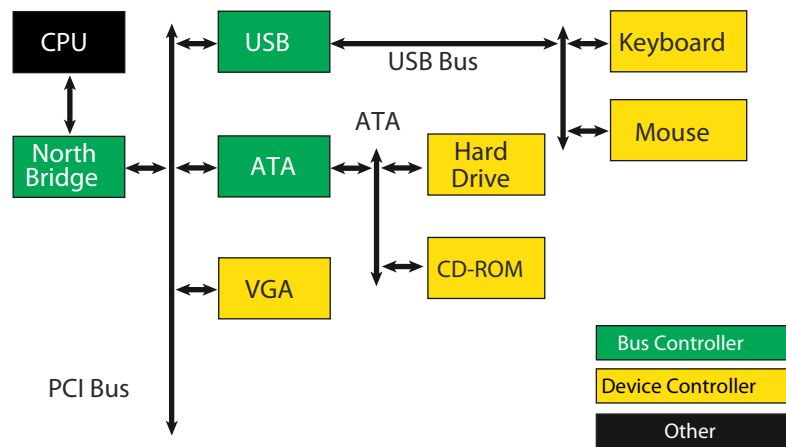 CPU
USB
Keyboard
USB Bus
ATA
Mouse
North
Bridge
ATA
Hard
Drive
VGA
CD-ROM
PCI Bus
Bus Controller
Device Controller
Other